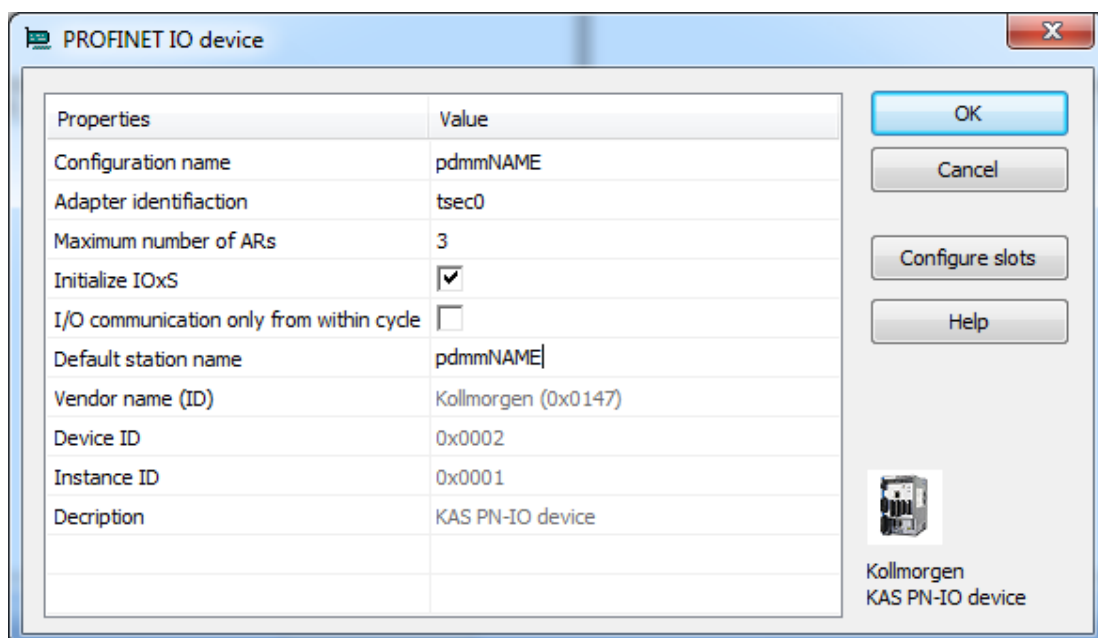 PROFINET IO device
Properties Value
Configuration name pdmmNAME
Adapter identifiaction tsec0
Maximum number of ARs 3
Initialize IOxS
I/O communication only from within cycle
Default station name pdmmNAME
Vendor name (ID) Kollmorgen (0x0147)
Device ID 0x0002
Instance ID 0x0001
Decription KAS PN-IO device
OK
Cancel
Configure slots
Help
Kollmorgen
KAS PN-IO device